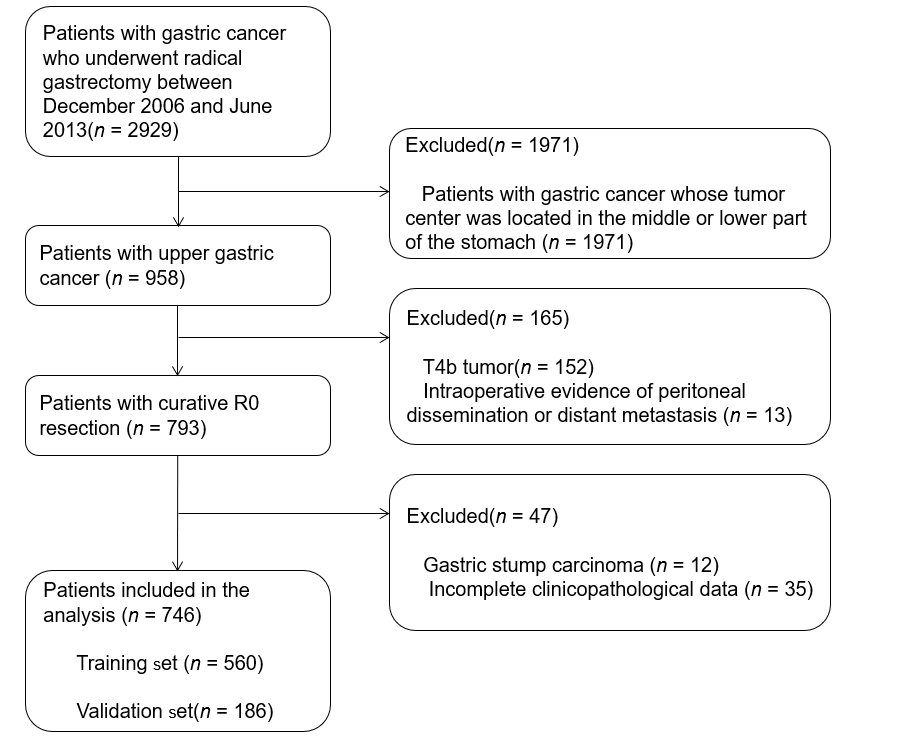 Patients with gastric cancer
who underwent radical
gastrectomy between
December 2006 and June
2013(n = 2929)
Excluded(n = 1971)
Patients with gastric cancer whose tumor
center was located in the middle or lower part
of the stomach (n = 1971)
Patients with upper gastric
cancer (n = 958)
Excluded(n = 165)
T4b tumor(n = 152)
Intraoperative evidence of peritoneal
dissemination or distant metastasis (n = 13)
Patients with curative R0
resection (n = 793)
Excluded(n = 47)
Gastric stump carcinoma (n = 12)
Incomplete clinicopathological data (n = 35)
Patients included in the
analysis (n = 746)
Training set (n = 560)
Validation set(n = 186)